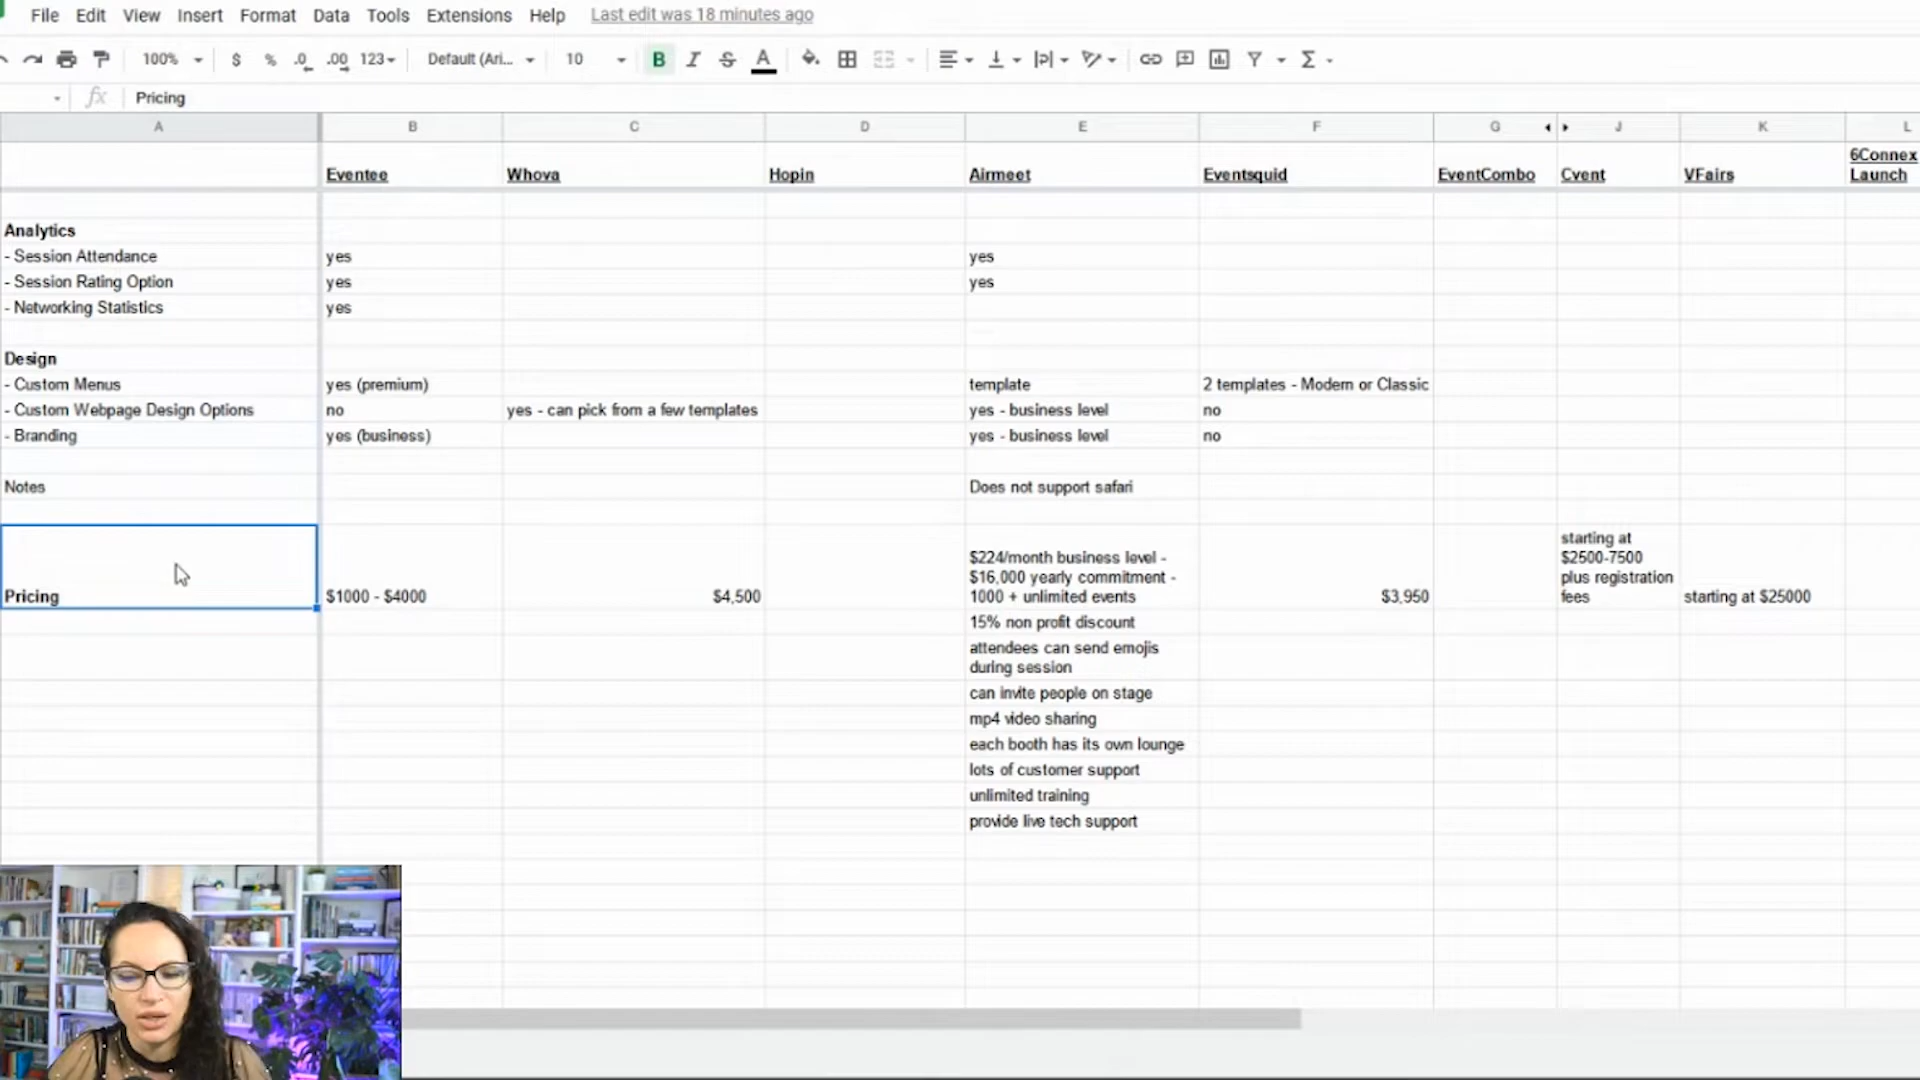 File Edit View Insert Format Data Tools Extensions Help Last edit was 18 minutes ago
100% $ % .0 .00 123 Default (Ari... 10 B I S A
fx Pricing
A B C D E F G J K L
Eventee Whova Hopin Airmeet Eventsquid EventCombo Cvent VFairs 6Connex
Launch
Analytics
- Session Attendance yes yes
- Session Rating Option yes yes
- Networking Statistics yes
Design
- Custom Menus yes (premium) template 2 templates - Modern or Classic
- Custom Webpage Design Options no yes - can pick from a few templates yes - business level no
- Branding yes (business) yes - business level no
Notes Does not support safari
Pricing $1000 - $4000 $4,500
$224/month business level -
$16,000 yearly commitment -
1000 + unlimited events
$3,950
starting at
$2500-7500
plus registration
fees
starting at $25000
15% non profit discount
attendees can send emojis
during session
can invite people on stage
mp4 video sharing
each booth has its own lounge
lots of customer support
unlimited training
provide live tech support